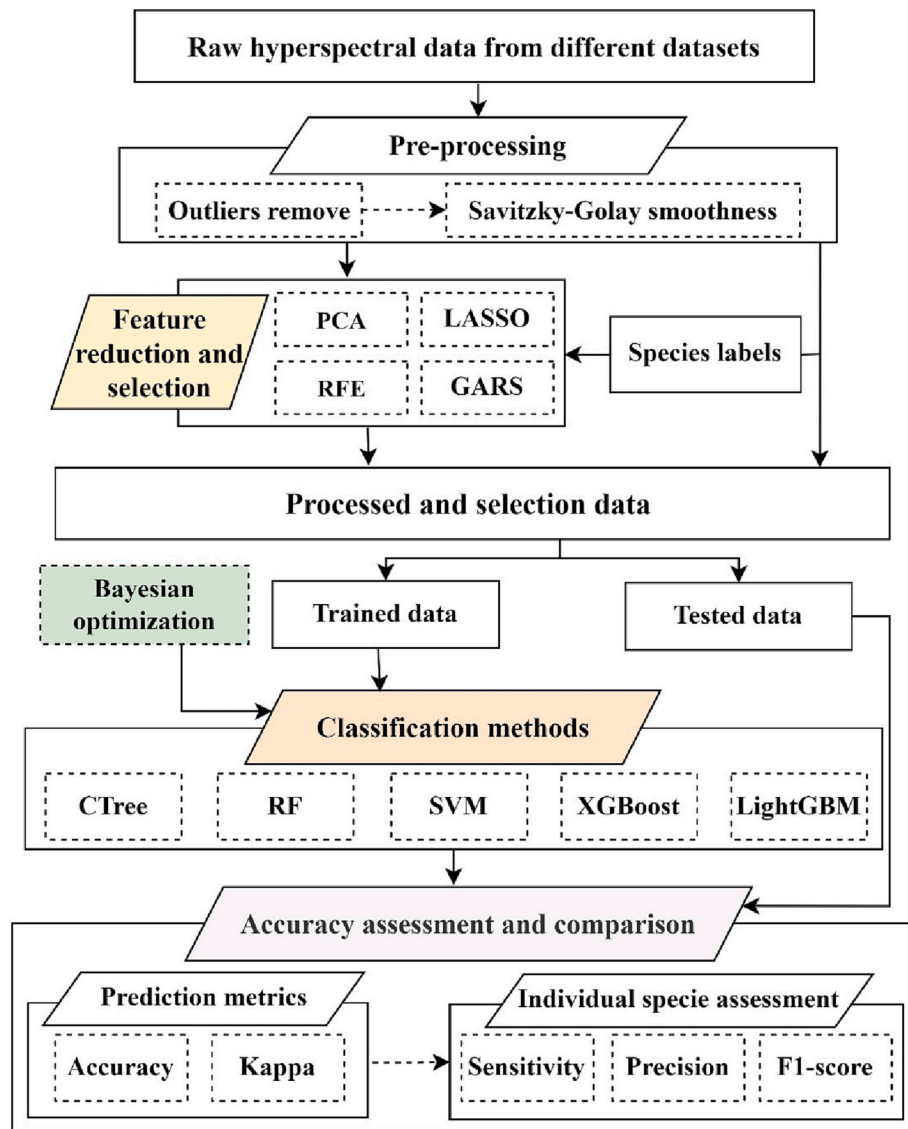 Raw hyperspectral data from different datasets
Pre-processing
Outliers remove
Savitzky-Golay smoothness
Feature
reduction and
selection
PCA
LASSO
RFE
GARS
Species labels
Processed and selection data
Bayesian
optimization
Trained data
Tested data
Classification methods
CTree
RF
SVM
XGBoost
LightGBM
Accuracy assessment and comparison
Prediction metrics
Accuracy
Kappa
Individual specie assessment
Sensitivity
Precision
F1-score